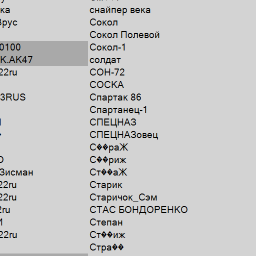 ка снайпер века
Врус Сокол
Сокол Полевой
0100 Сокол-1
K.AK47 солдат
22ru СОН-72
СОСКА
3RUS Спартак 86
Спартанец-1
СПЕЦНАЗ
СПЕЦНАЗовец
С��раЖ
С��риж
Зисман Ст��аЖ
22ru Старик
22ru Старичок_Сэм
2ru СТАС БОНДОРЕНКО
Степан
22ru Ст��иж
Стра��